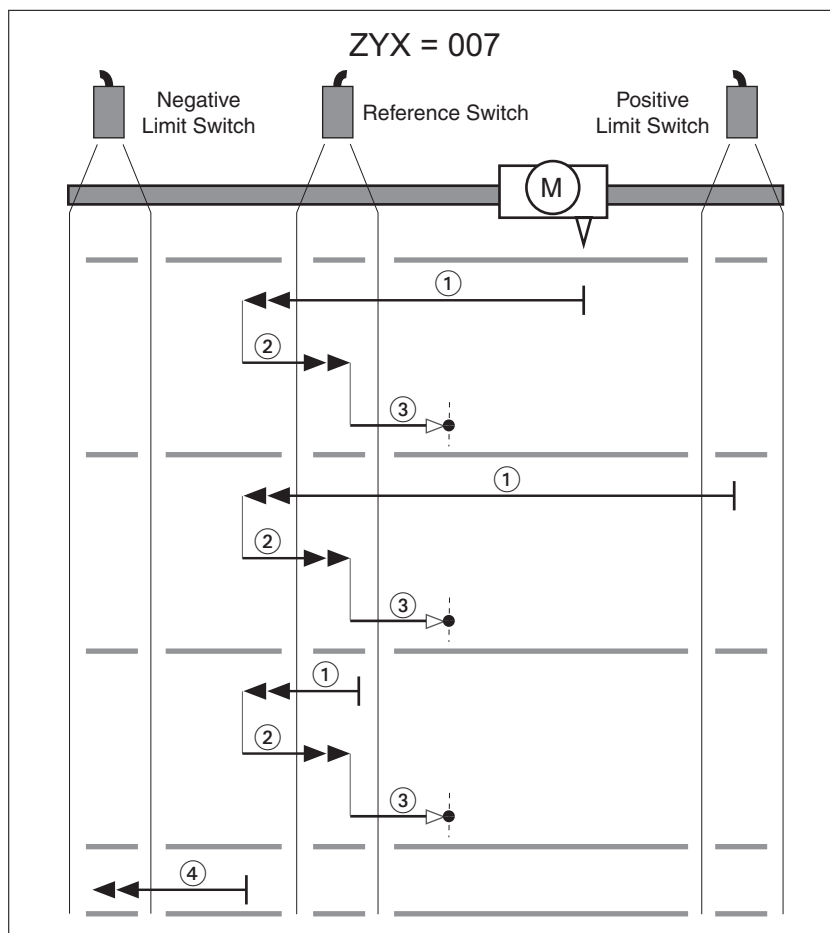 ZYX = 007
Negative
Limit Switch
Reference Switch
Positive
Limit Switch
M
1
2
3
1
2
3
1
2
3
4